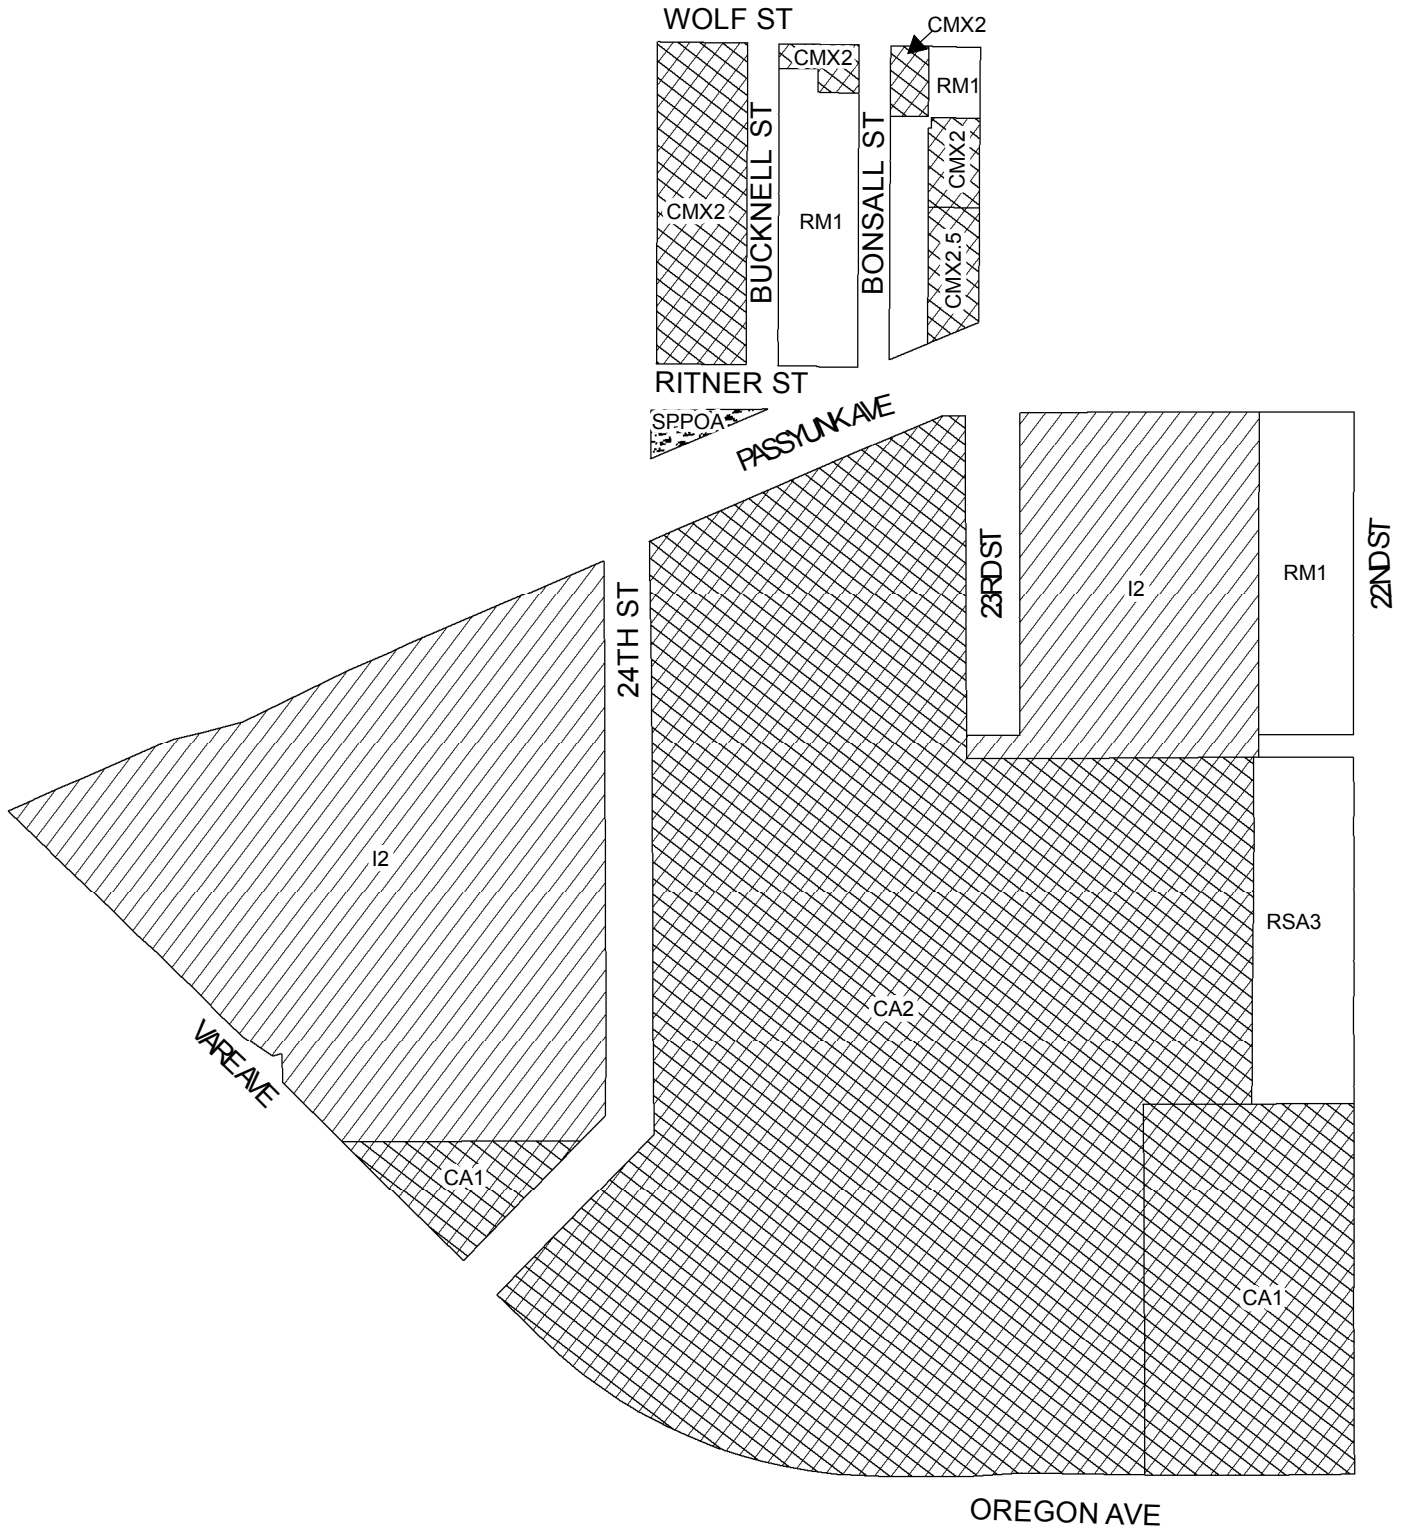 WOLF ST
CMX2
CMX2
RM1
BUCKNELL ST
BONSALL ST
CMX2
CMX2
RM1
CMX2.5
RITNER ST
SPPOA
PASSYUNK AVE
23RD ST
I2
RM1
22ND ST
24TH ST
I2
RSA3
CA2
VARE AVE
CA1
CA1
OREGON AVE